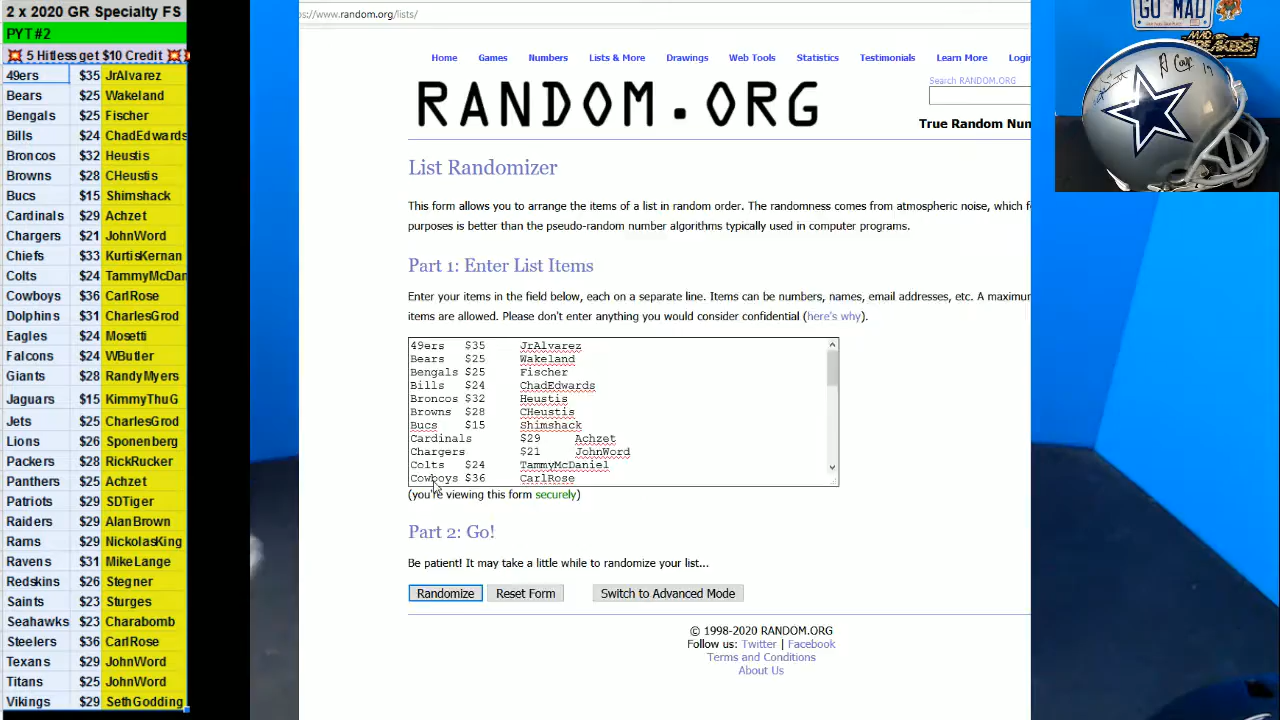 2 x 2020 GR Specialty FS
PYT #2
5 Hitless get $10 Credit
49ers $35 JrAlvarez
Bears $25 Wakeland
Bengals $25 Fischer
Bills $24 ChadEdwards
Broncos $32 Heustis
Browns $28 CHeustis
Bucs $15 Shimshack
Cardinals $29 Achzet
Chargers $21 JohnWord
Chiefs $33 KurtisKernan
Colts $24 TammyMcDan
Cowboys $36 CarlRose
Dolphins $31 CharlesGrod
Eagles $24 Mosetti
Falcons $24 WButler
Giants $28 RandyMyers
Jaguars $15 KimmyThuG
Jets $25 CharlesGrod
Lions $26 Sponenberg
Packers $28 RickRucker
Panthers $25 Achzet
Patriots $29 SDTiger
Raiders $29 AlanBrown
Rams $29 NickolasKing
Ravens $31 MikeLange
Redskins $26 Stegner
Saints $23 Sturges
Seahawks $23 Charabomb
Steelers $36 CarlRose
Texans $29 JohnWord
Titans $25 JohnWord
Vikings $29 SethGodding
ps://www.random.org/lists/
Home Games Numbers Lists & More Drawings Web Tools Statistics Testimonials Learn More Login
RANDOM.ORG
Search RANDOM.ORG
True Random Num
List Randomizer
This form allows you to arrange the items of a list in random order. The randomness comes from atmospheric noise, which f
purposes is better than the pseudo-random number algorithms typically used in computer programs.
Part 1: Enter List Items
Enter your items in the field below, each on a separate line. Items can be numbers, names, email addresses, etc. A maximum
items are allowed. Please don't enter anything you would consider confidential (here's why).
49ers $35 JrAlvarez
Bears $25 Wakeland
Bengals $25 Fischer
Bills $24 ChadEdwards
Broncos $32 Heustis
Browns $28 CHeustis
Bucs $15 Shimshack
Cardinals $29 Achzet
Chargers $21 JohnWord
Colts $24 TammyMcDaniel
Cowboys $36 CarlRose
(you're viewing this form securely)
Part 2: Go!
Be patient! It may take a little while to randomize your list...
Randomize Reset Form Switch to Advanced Mode
© 1998-2020 RANDOM.ORG
Follow us: Twitter | Facebook
Terms and Conditions
About Us
GO MAD
MAD
BREAKERS